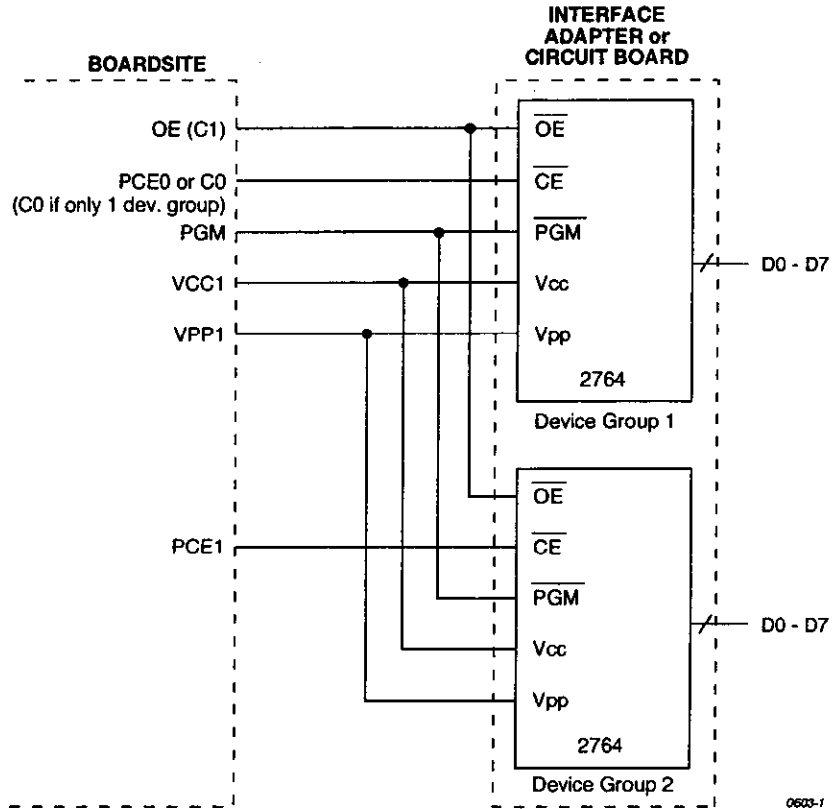 BOARDSITE
INTERFACE
ADAPTER or
CIRCUIT BOARD
OE (C1)
PCE0 or C0
(C0 if only 1 dev. group)
PGM
VCC1
VPP1
OE
CE
PGM
Vcc
Vpp
2764
D0 - D7
Device Group 1
PCE1
OE
CE
PGM
Vcc
Vpp
2764
D0 - D7
Device Group 2
0603-1